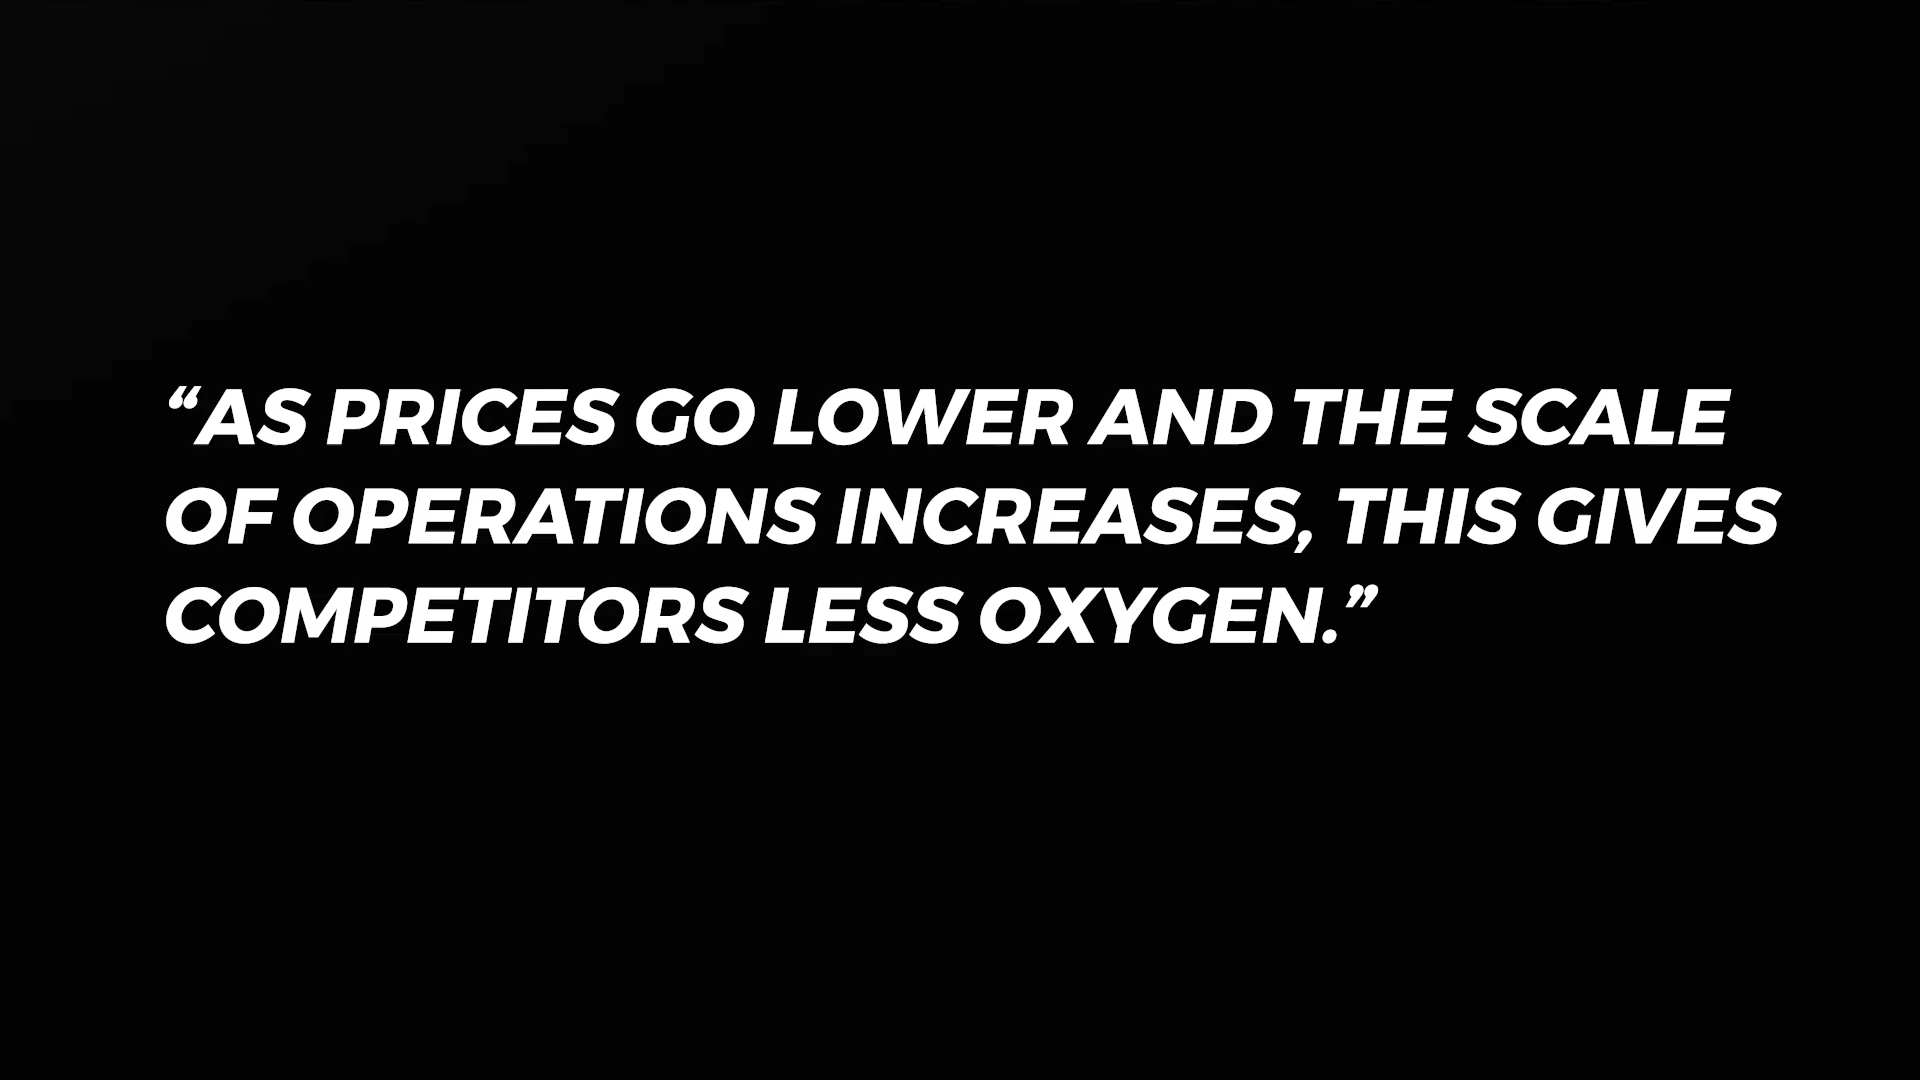 “AS PRICES GO LOWER AND THE SCALE
OF OPERATIONS INCREASES, THIS GIVES
COMPETITORS LESS OXYGEN.”